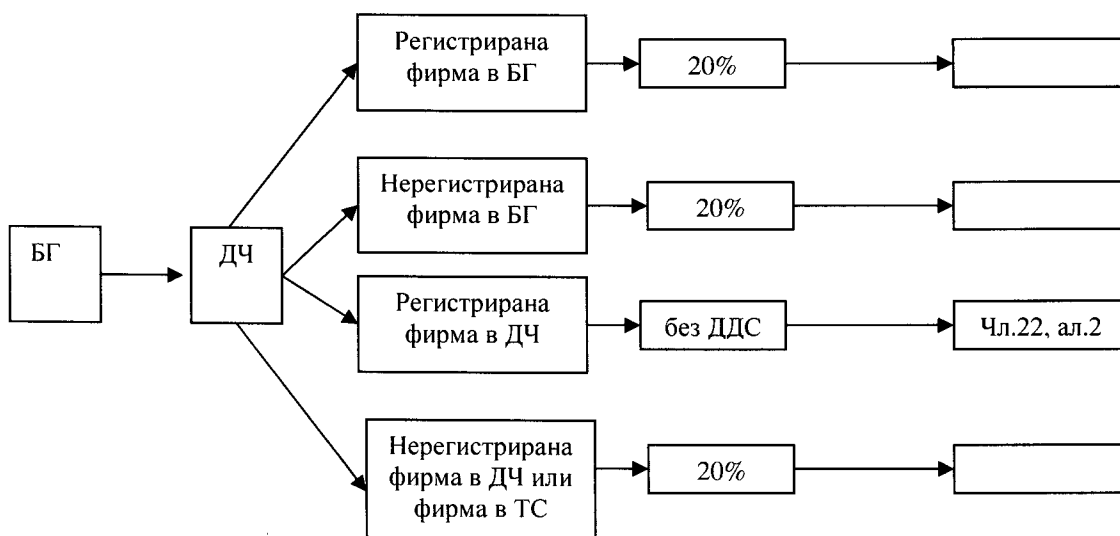 Регистрирана
фирма в БГ
20%
Нерегистрирана
фирма в БГ
20%
БГ
ДЧ
Регистрирана
фирма в ДЧ
без ДДС
Чл.22, ал.2
Нерегистрирана
фирма в ДЧ или
фирма в ТС
20%